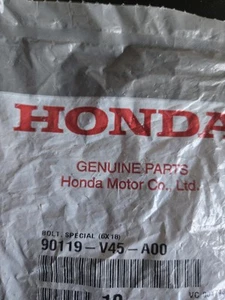 HONDA
GENUINE PARTS
Honda Motor Co., Ltd.
BOLT, SPECIAL (6X18)
90119-V45-A00